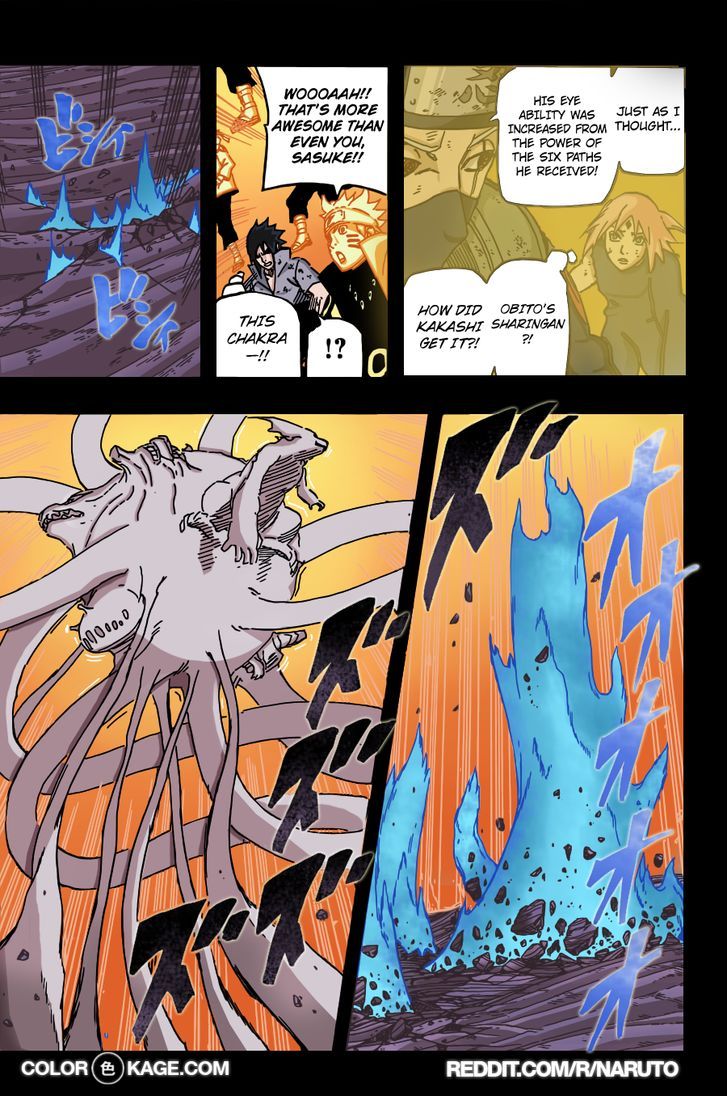 JUST AS I
THOUGHT...
HIS EYE
ABILITY WAS
INCREASED FROM
THE POWER OF
THE SIX PATHS
HE RECEIVED!
OBITO'S
SHARINGAN
?!
HOW DID
KAKASHI
GET IT?!
WOOOAAH!!
THAT'S MORE
AWESOME THAN
EVEN YOU,
SASUKE!!
!?
THIS
CHAKRA
—!!
ビシィ
ビシィ
オオオオオ
ズ
ズズズズ
COLOR 色 KAGE.COM
REDDIT.COM/R/NARUTO